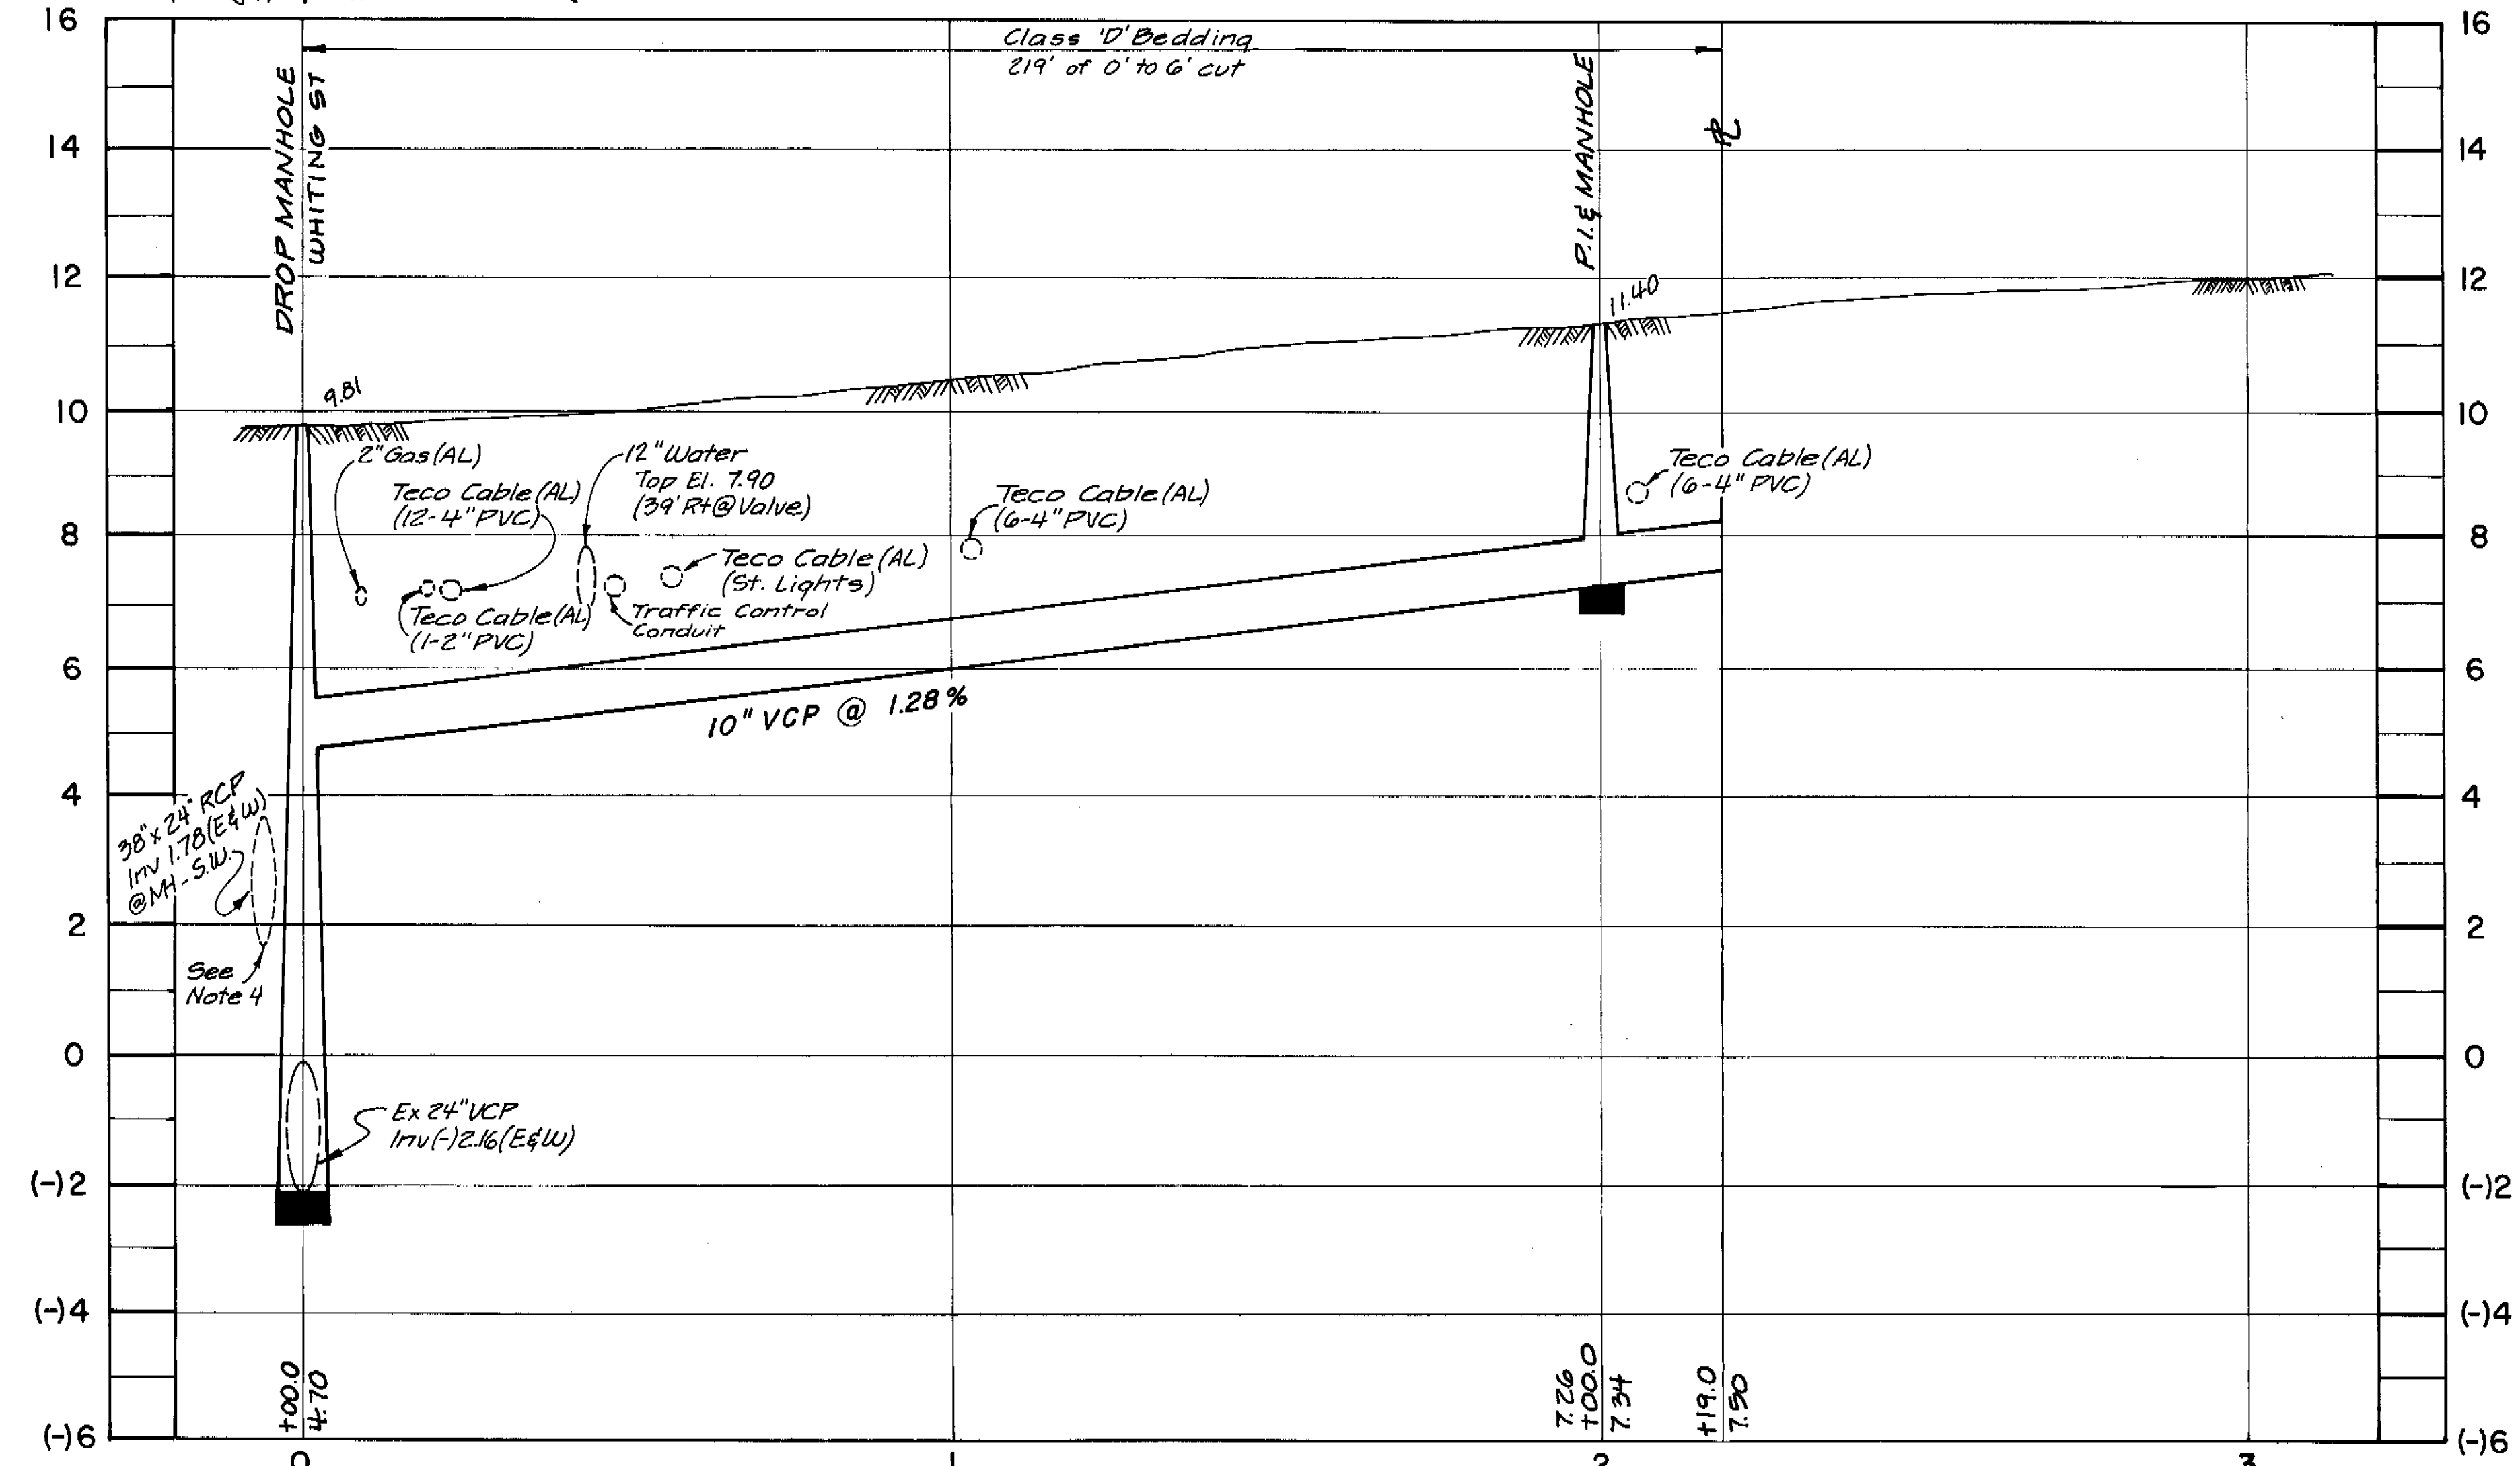 16
16
Class 'D' Bedding
219' of 0' to 6' cut
DROP MANHOLE
WHITING ST
P.I. & MANHOLE
PL
14
14
12
12
11.40
9.81
10
10
2" Gas (AL)
12" Water
Top El. 7.90
(39' Rt @ Valve)
Teco Cable (AL)
(12-4" PVC)
Teco Cable (AL)
(6-4" PVC)
Teco Cable (AL)
(6-4" PVC)
8
8
Teco Cable (AL)
(St. Lights)
Teco Cable (AL)
(1-2" PVC)
Traffic Control
Conduit
6
6
10" VCP @ 1.28%
4
4
38" x 24" RCP
Inv 1.78 (E&W)
@ MH - S.W.
2
2
See
Note 4
0
0
Ex 24" VCP
Inv (-) 2.16 (E&W)
(-)2
(-)2
(-)4
(-)4
+00.0
4.70
7.26
+00.0
7.34
+19.0
7.50
(-)6
(-)6
0
1
2
3